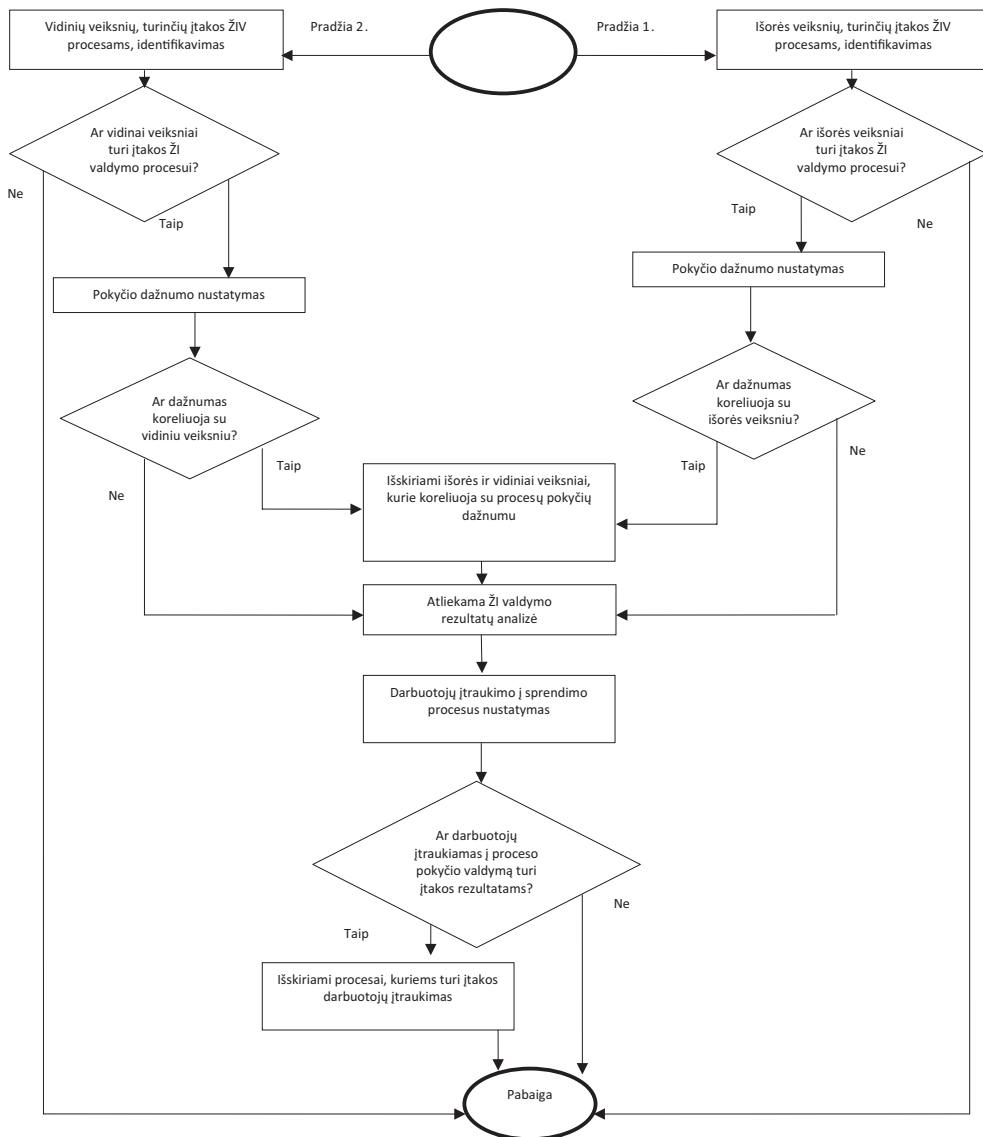 Vidinių veiksnių, turinčių įtakos ŽIV
procesams, identifikavimas
Pradžia 2.
Pradžia 1.
Išorės veiksnių, turinčių įtakos ŽIV
procesams, identifikavimas
Ar vidinai veiksniai
turi įtakos ŽI
valdymo procesui?
Ar išorės veiksniai
turi įtakos ŽI
valdymo procesui?
Ne
Taip
Taip
Ne
Pokyčio dažnumo nustatymas
Pokyčio dažnumo nustatymas
Ar dažnumas
koreliuoja su
vidiniu veiksniu?
Ar dažnumas
koreliuoja su
išorės veiksniu?
Ne
Taip
Taip
Ne
Išskiriami išorės ir vidiniai veiksniai,
kurie koreliuoja su procesų pokyčių
dažnumu
Atliekama ŽI valdymo
rezultatų analizė
Darbuotojų įtraukimo į sprendimo
procesus nustatymas
Ar darbuotojų
įtraukiamas į proceso
pokyčio valdymą turi
įtakos rezultatams?
Taip
Ne
Išskiriami procesai, kuriems turi įtakos
darbuotojų įtraukimas
Pabaiga